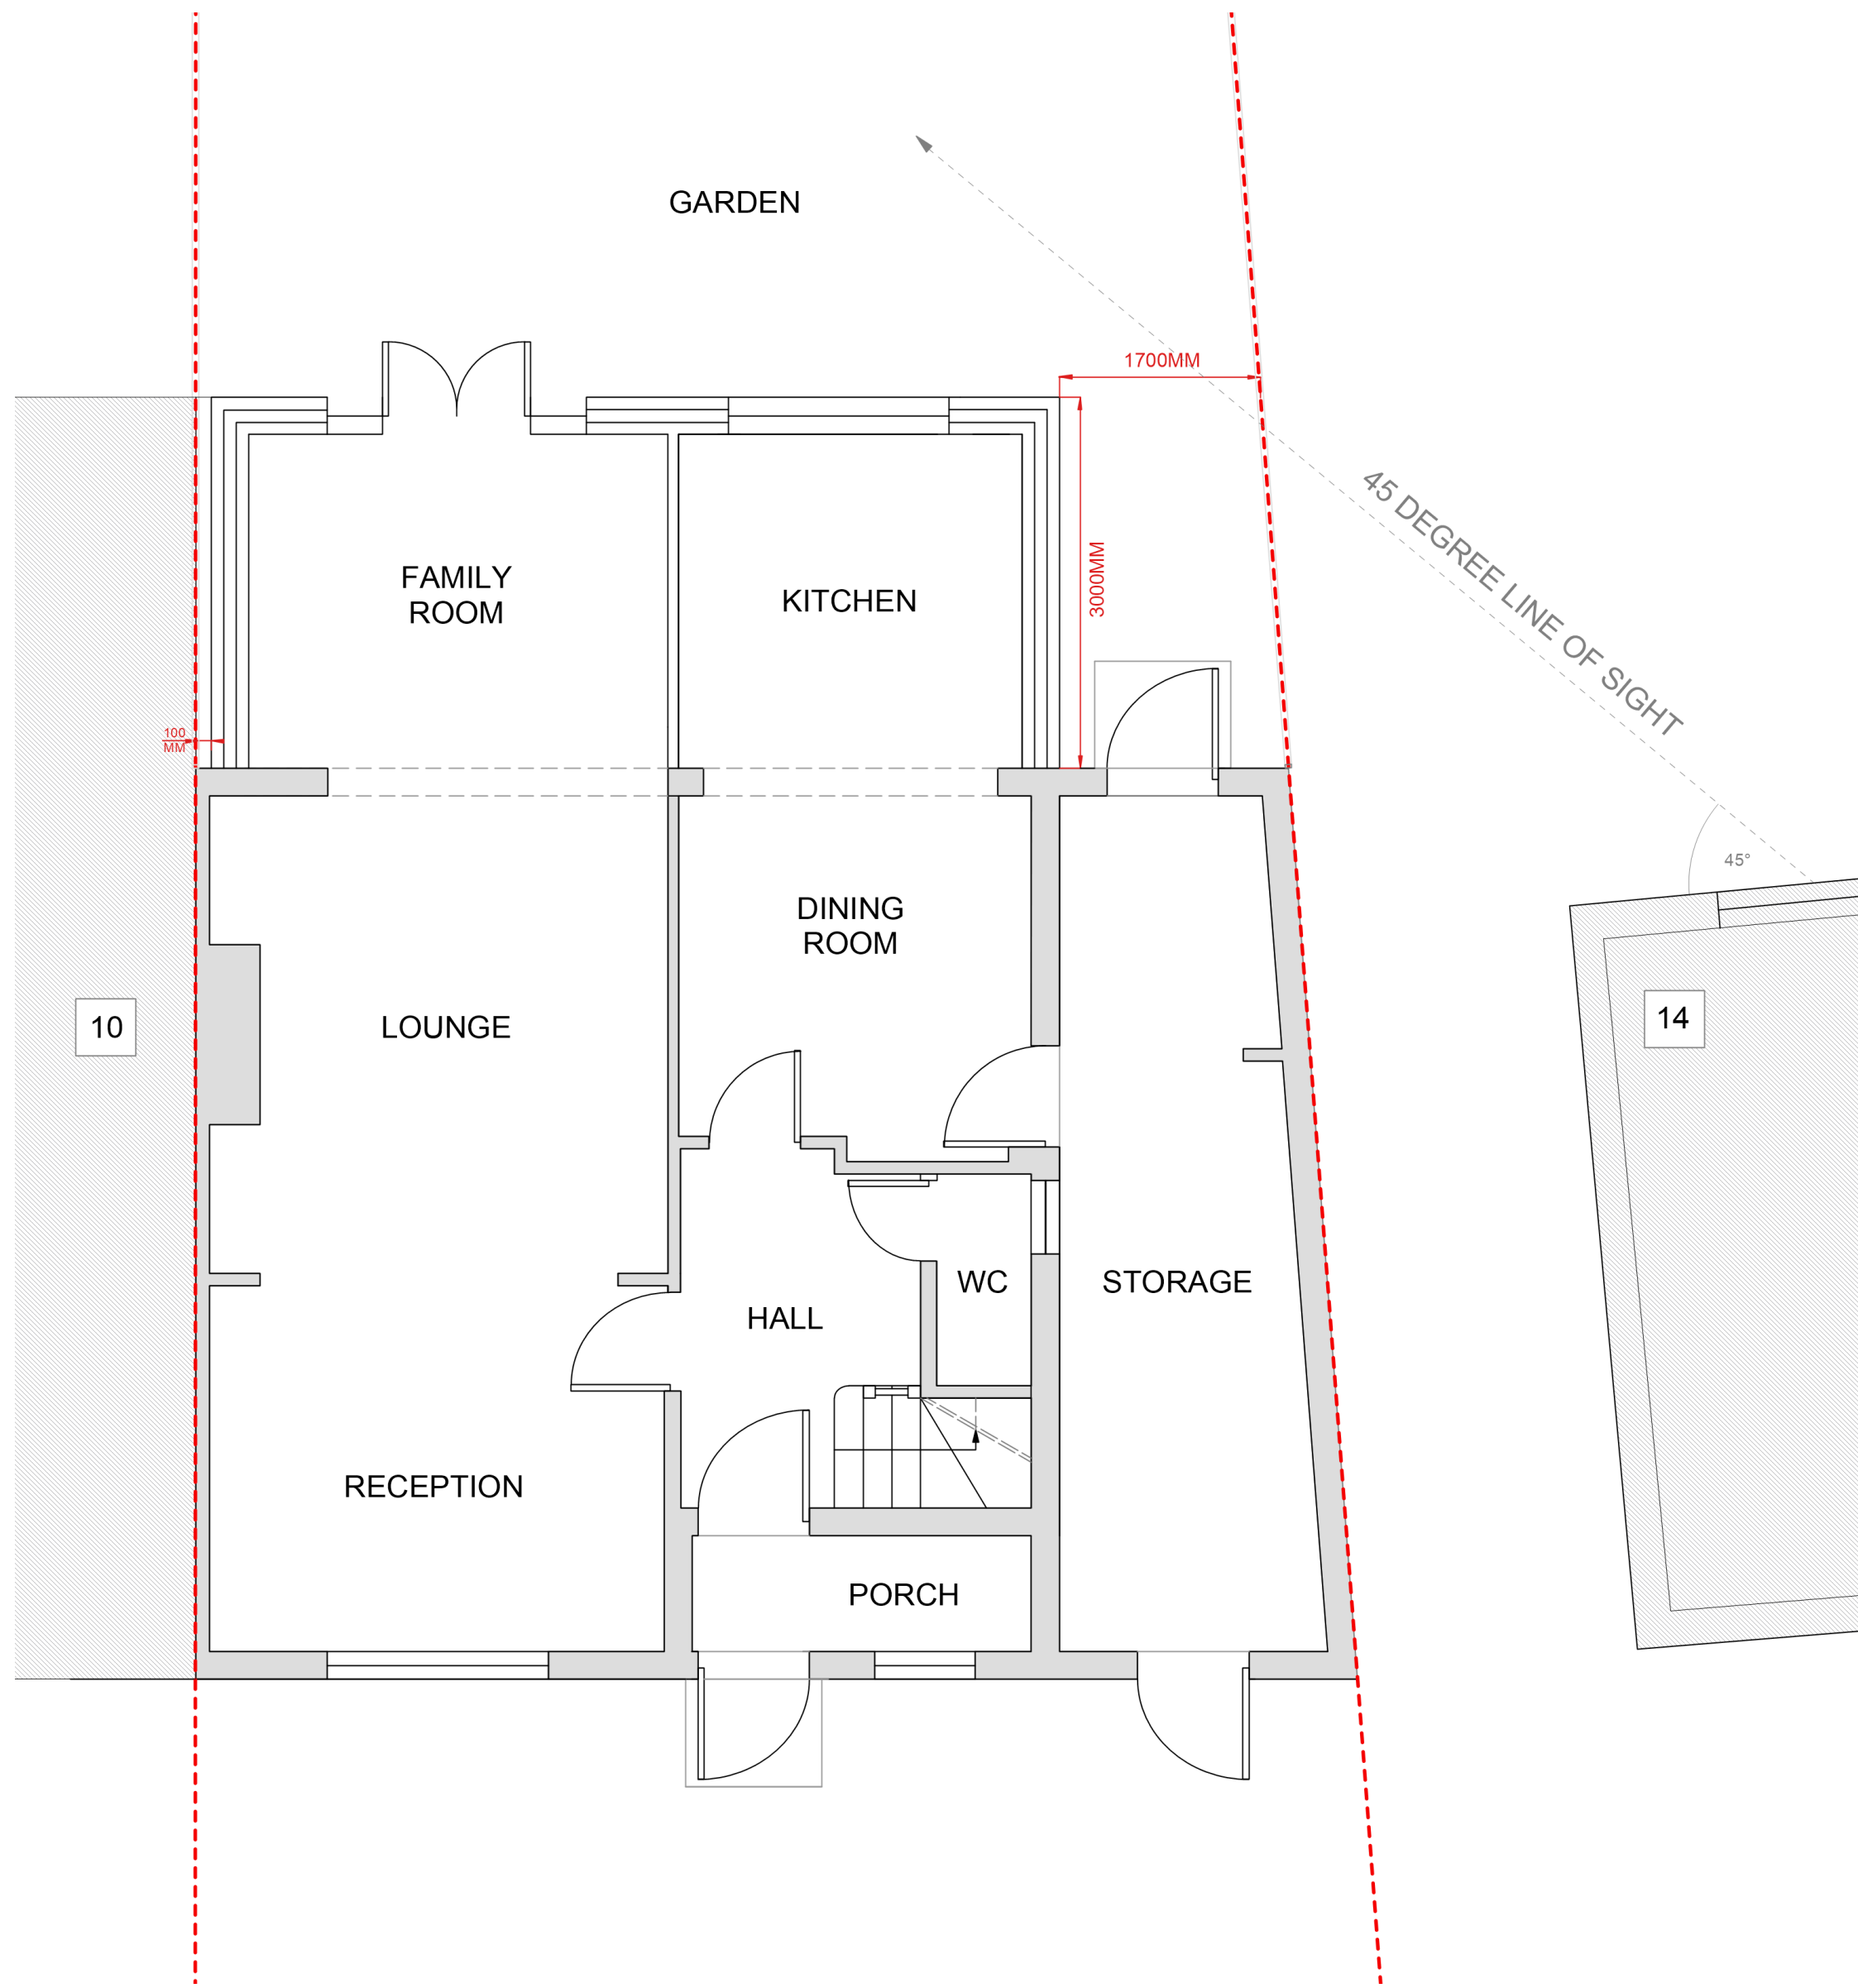 GARDEN
1700MM
45 DEGREE LINE OF SIGHT
FAMILY
ROOM
KITCHEN
3000MM
100
MM
45°
DINING
ROOM
10
LOUNGE
14
WC
STORAGE
HALL
RECEPTION
PORCH